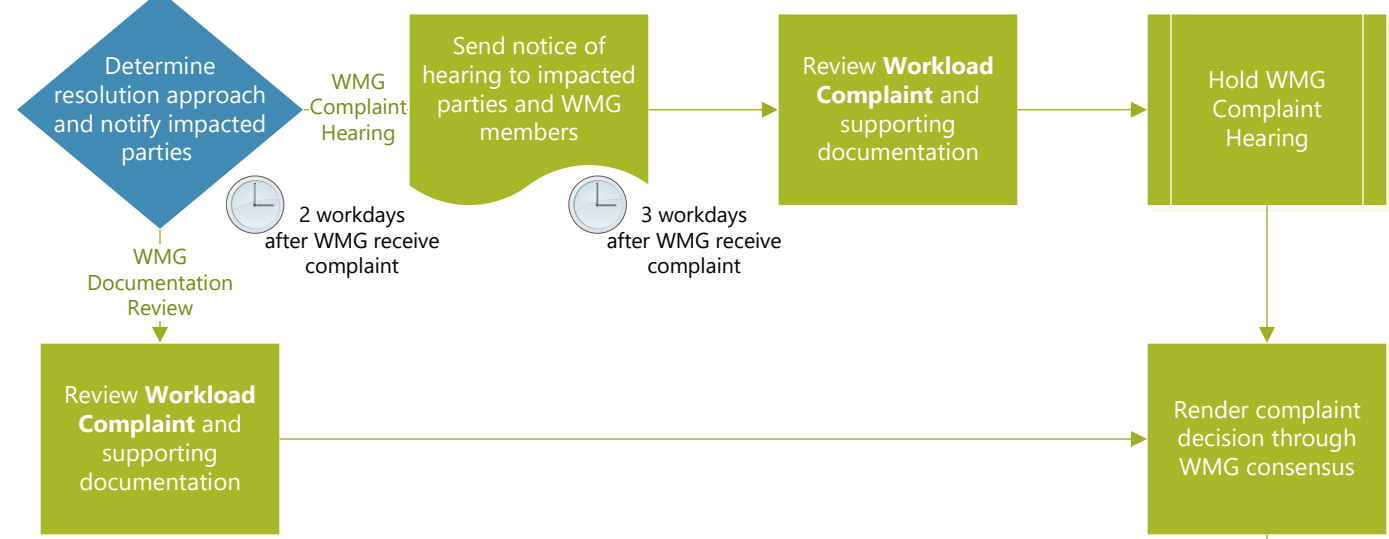 Determine
resolution approach
and notify impacted
parties
WMG
Complaint
Hearing
Send notice of
hearing to impacted
parties and WMG
members
Review Workload
Complaint and
supporting
documentation
Hold WMG
Complaint
Hearing
2 workdays
after WMG receive
complaint
3 workdays
after WMG receive
complaint
WMG
Documentation
Review
Review Workload
Complaint and
supporting
documentation
Render complaint
decision through
WMG consensus